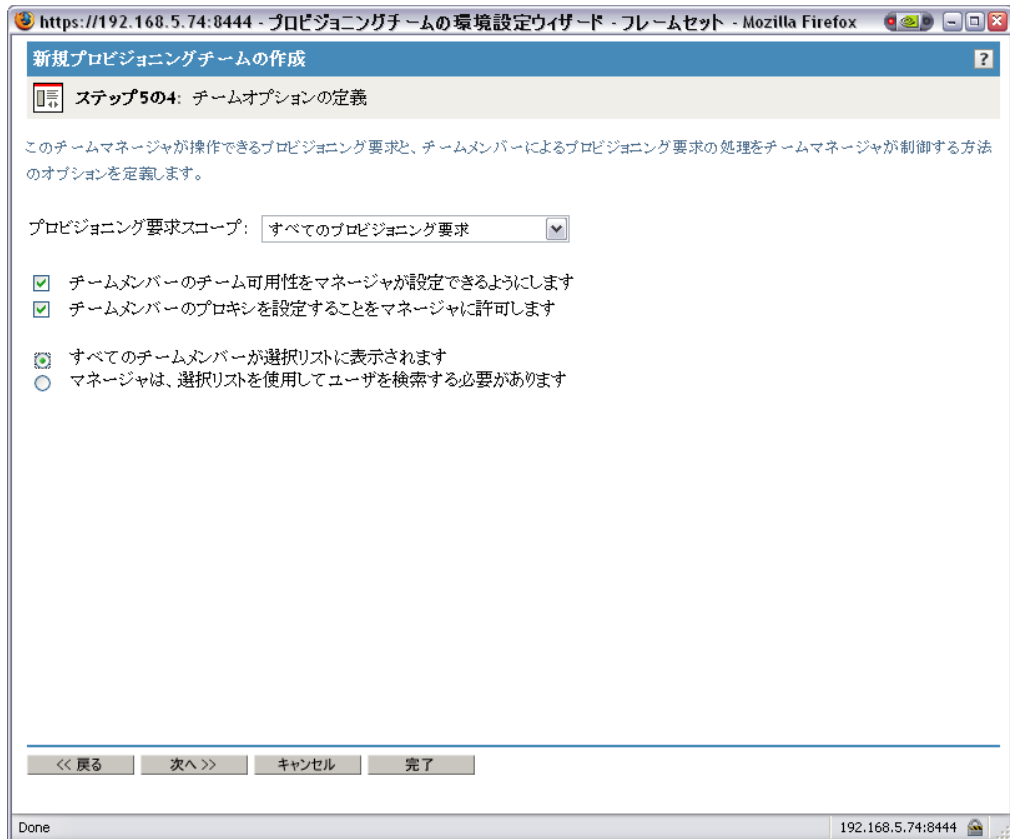 https://192.168.5.74:8444 - プロビジョニングチームの環境設定ウィザード - フレームセット - Mozilla Firefox
新規プロビジョニングチームの作成
?
ステップ5の4: チームオプションの定義
このチームマネージャが操作できるプロビジョニング要求と、チームメンバーによるプロビジョニング要求の処理をチームマネージャが制御する方法
のオプションを定義します。
プロビジョニング要求スコープ: すべてのプロビジョニング要求
チームメンバーのチーム可用性をマネージャが設定できるようにします
チームメンバーのプロキシを設定することをマネージャに許可します
すべてのチームメンバーが選択リストに表示されます
マネージャは、選択リストを使用してユーザを検索する必要があります
<< 戻る 次へ >> キャンセル 完了
Done 192.168.5.74:8444